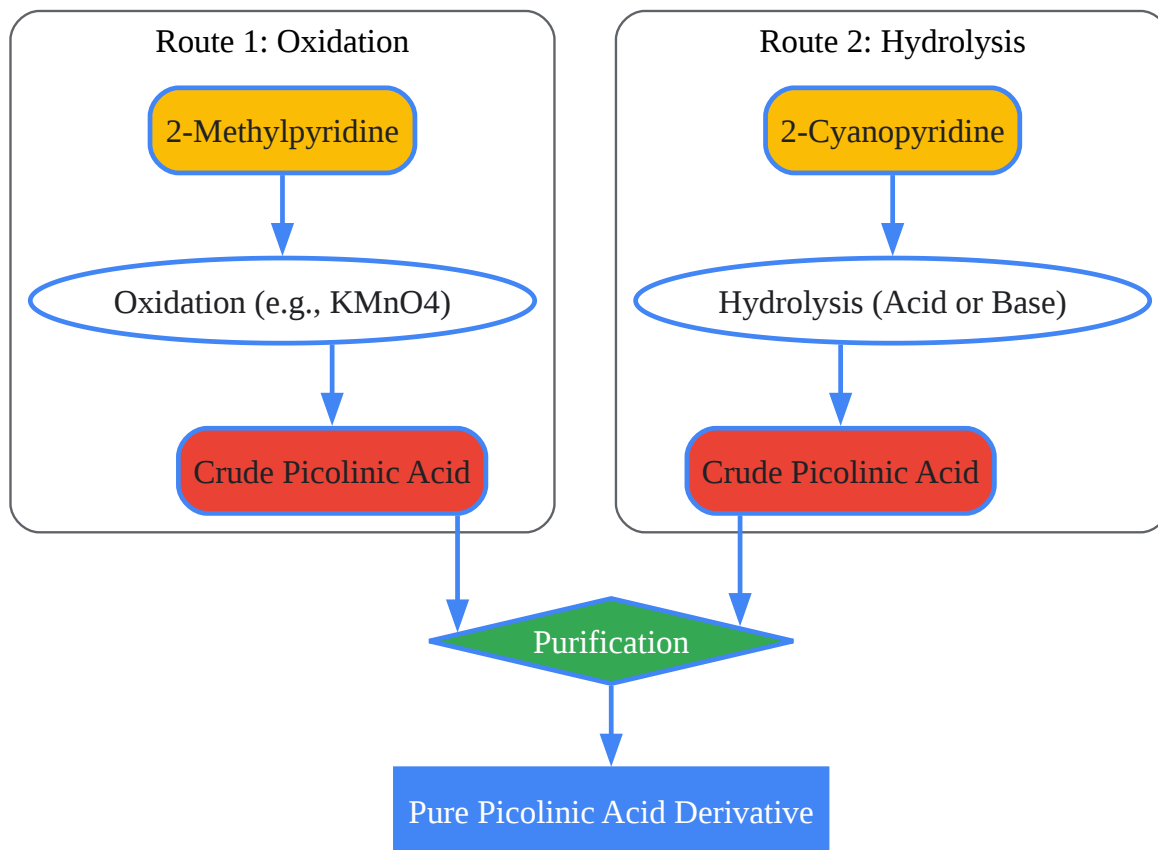 Route 1: Oxidation
2-Methylpyridine
Oxidation (e.g., KMnO4)
Crude Picolinic Acid
Route 2: Hydrolysis
2-Cyanopyridine
Hydrolysis (Acid or Base)
Crude Picolinic Acid
Purification
Pure Picolinic Acid Derivative